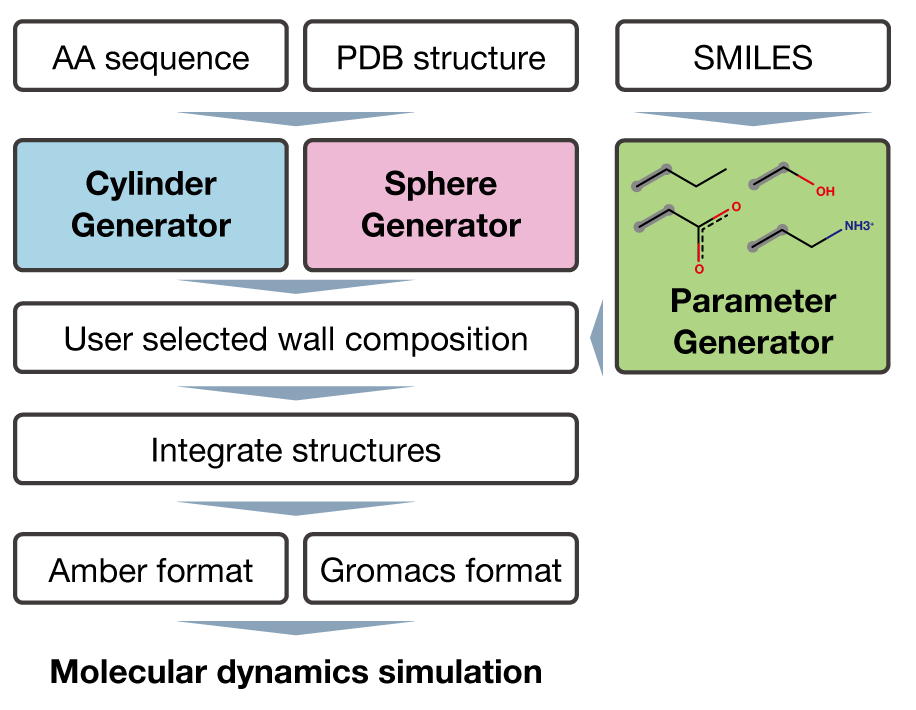 AA sequence
PDB structure
SMILES
Cylinder
Generator
Sphere
Generator
OH
O
O
NH3+
Parameter
Generator
User selected wall composition
Integrate structures
Amber format
Gromacs format
Molecular dynamics simulation